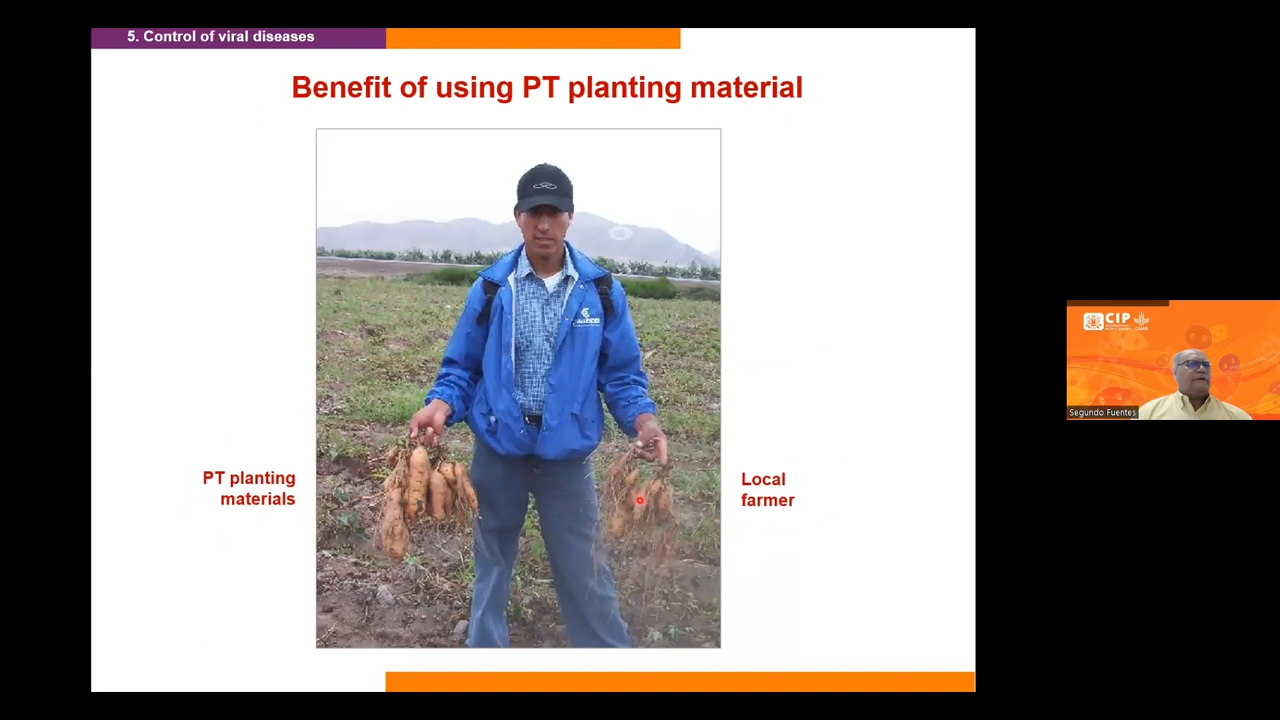 5. Control of viral diseases
Benefit of using PT planting material
PT planting
materials
Local
farmer
CIP
Segundo Fuentes